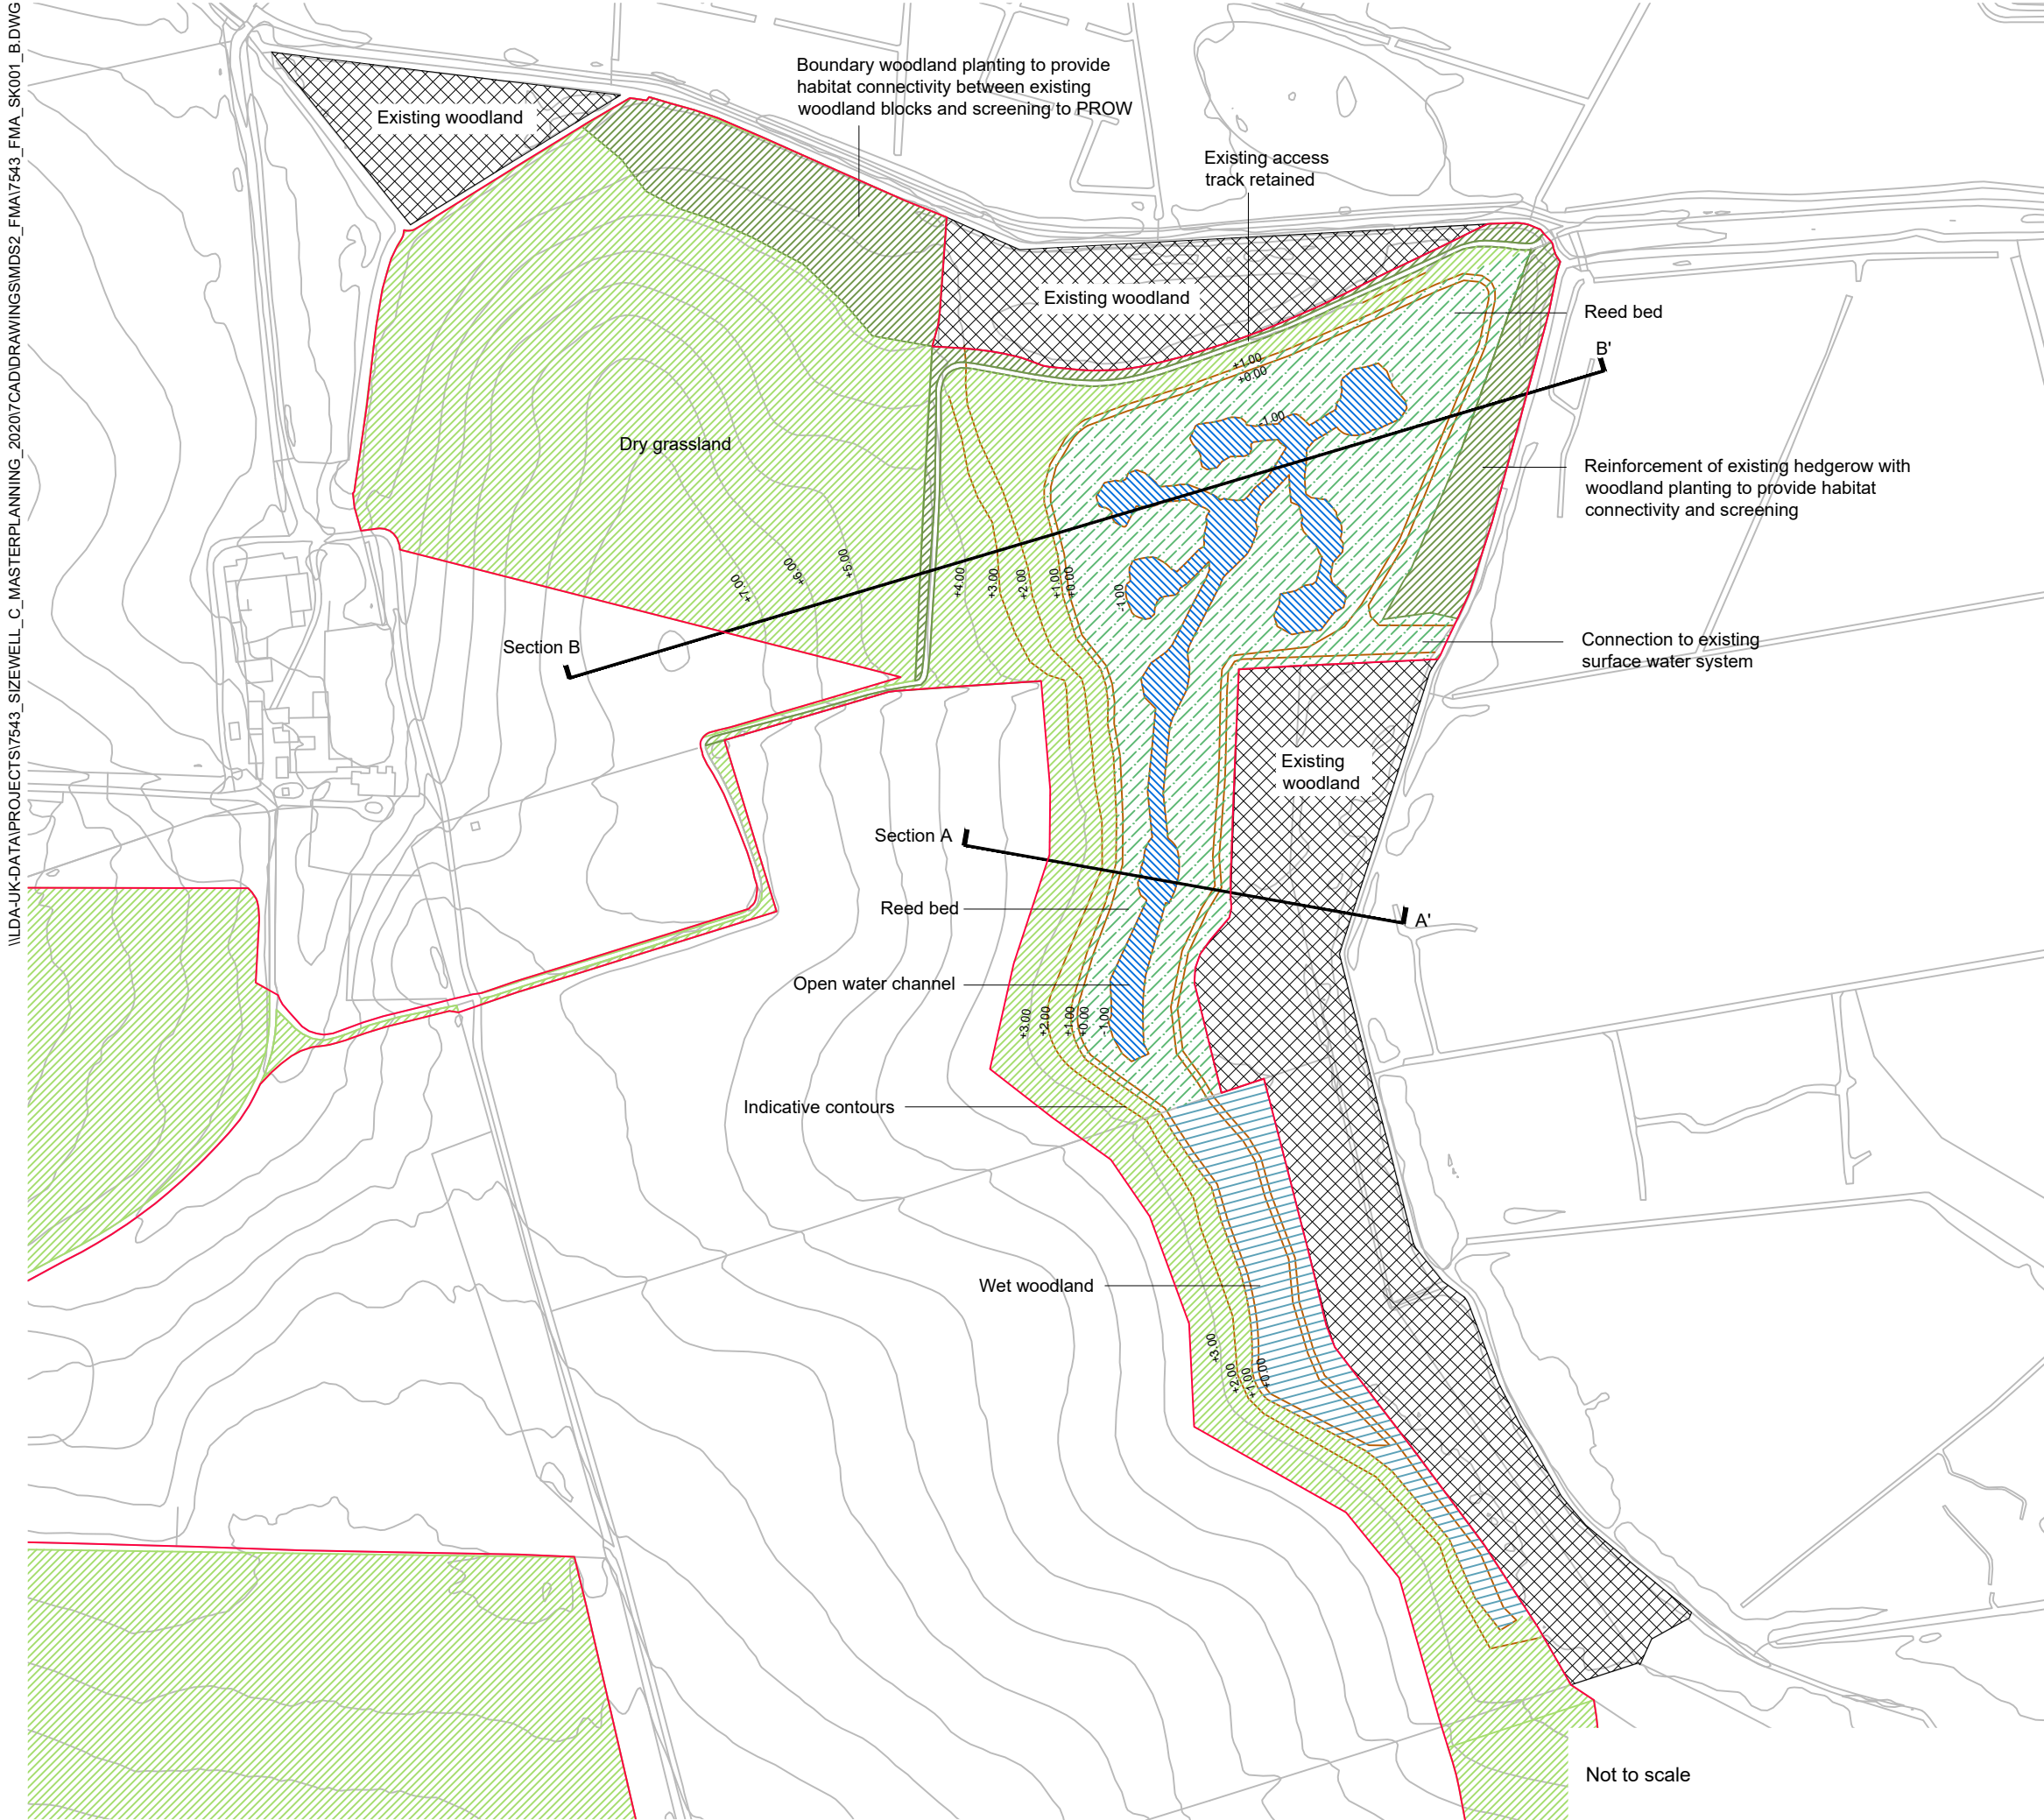 \\LDA-UK-DATA\PROJECTS\7543_SIZEWELL_C_MASTERPLANNING_2020\7CAD\DRAWINGS\MDS2_FMA\7543_FMA_SK001_B.DWG
Boundary woodland planting to provide
habitat connectivity between existing
woodland blocks and screening to PROW
Existing woodland
Existing access
track retained
Existing woodland
Reed bed
B'
+1.00
+0.00
-1.00
Dry grassland
Reinforcement of existing hedgerow with
woodland planting to provide habitat
connectivity and screening
+7.00
+6.00
+5.00
+4.00
+3.00
+2.00
+1.00
+0.00
-1.00
Section B
Connection to existing
surface water system
Existing
woodland
Section A
A'
Reed bed
Open water channel
+3.00
+2.00
+1.00
+0.00
-1.00
Indicative contours
Wet woodland
+3.00
+2.00
+1.00
+0.00
Not to scale